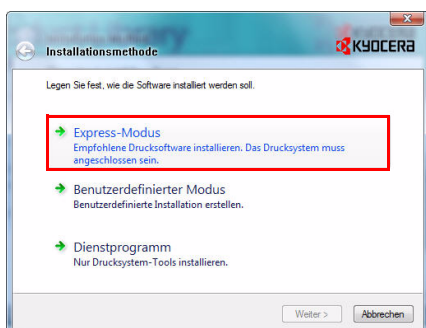 Installationsmethode
KYOCERA
Legen Sie fest, wie die Software installiert werden soll.
Express-Modus
Empfohlene Drucksoftware installieren. Das Drucksystem muss
angeschlossen sein.
Benutzerdefinierter Modus
Benutzerdefinierte Installation erstellen.
Dienstprogramm
Nur Drucksystem-Tools installieren.
Weiter >
Abbrechen